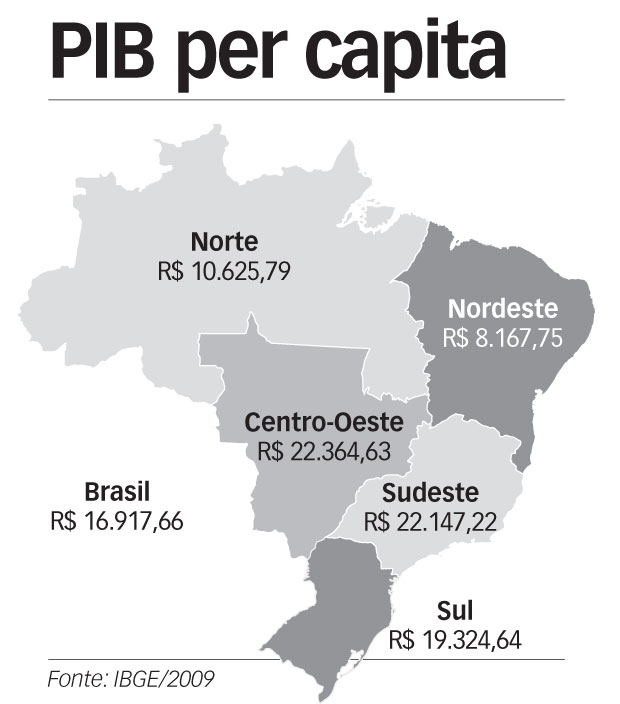 PIB per capita
Norte
R$ 10.625,79
Nordeste
R$ 8.167,75
Centro-Oeste
R$ 22.364,63
Brasil
R$ 16.917,66
Sudeste
R$ 22.147,22
Sul
R$ 19.324,64
Fonte: IBGE/2009